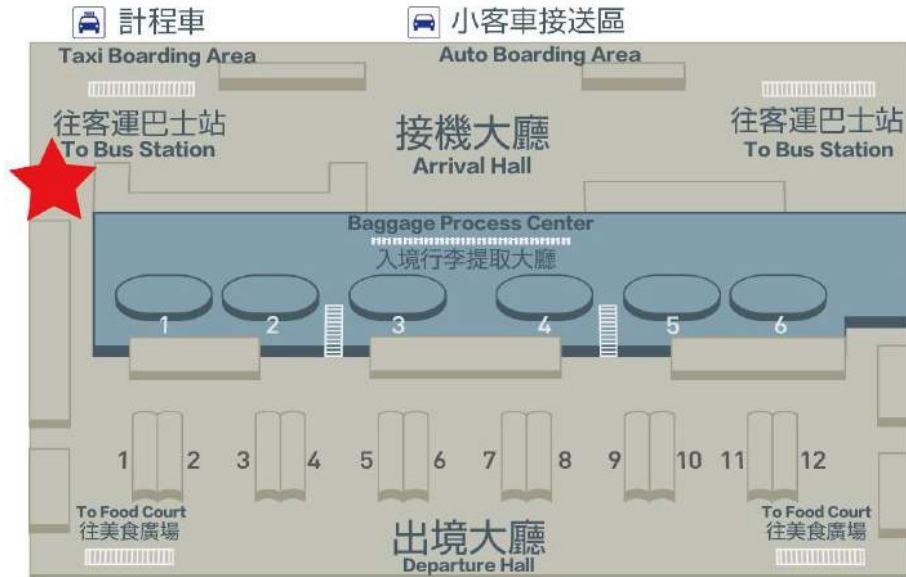 計程車
Taxi Boarding Area
小客車接送區
Auto Boarding Area
往客運巴士站
To Bus Station
接機大廳
Arrival Hall
往客運巴士站
To Bus Station
Baggage Process Center
入境行李提取大廳
1 2 3 4 5 6
1 2 3 4 5 6 7 8 9 10 11 12
To Food Court
往美食廣場
出境大廳
Departure Hall
To Food Court
往美食廣場